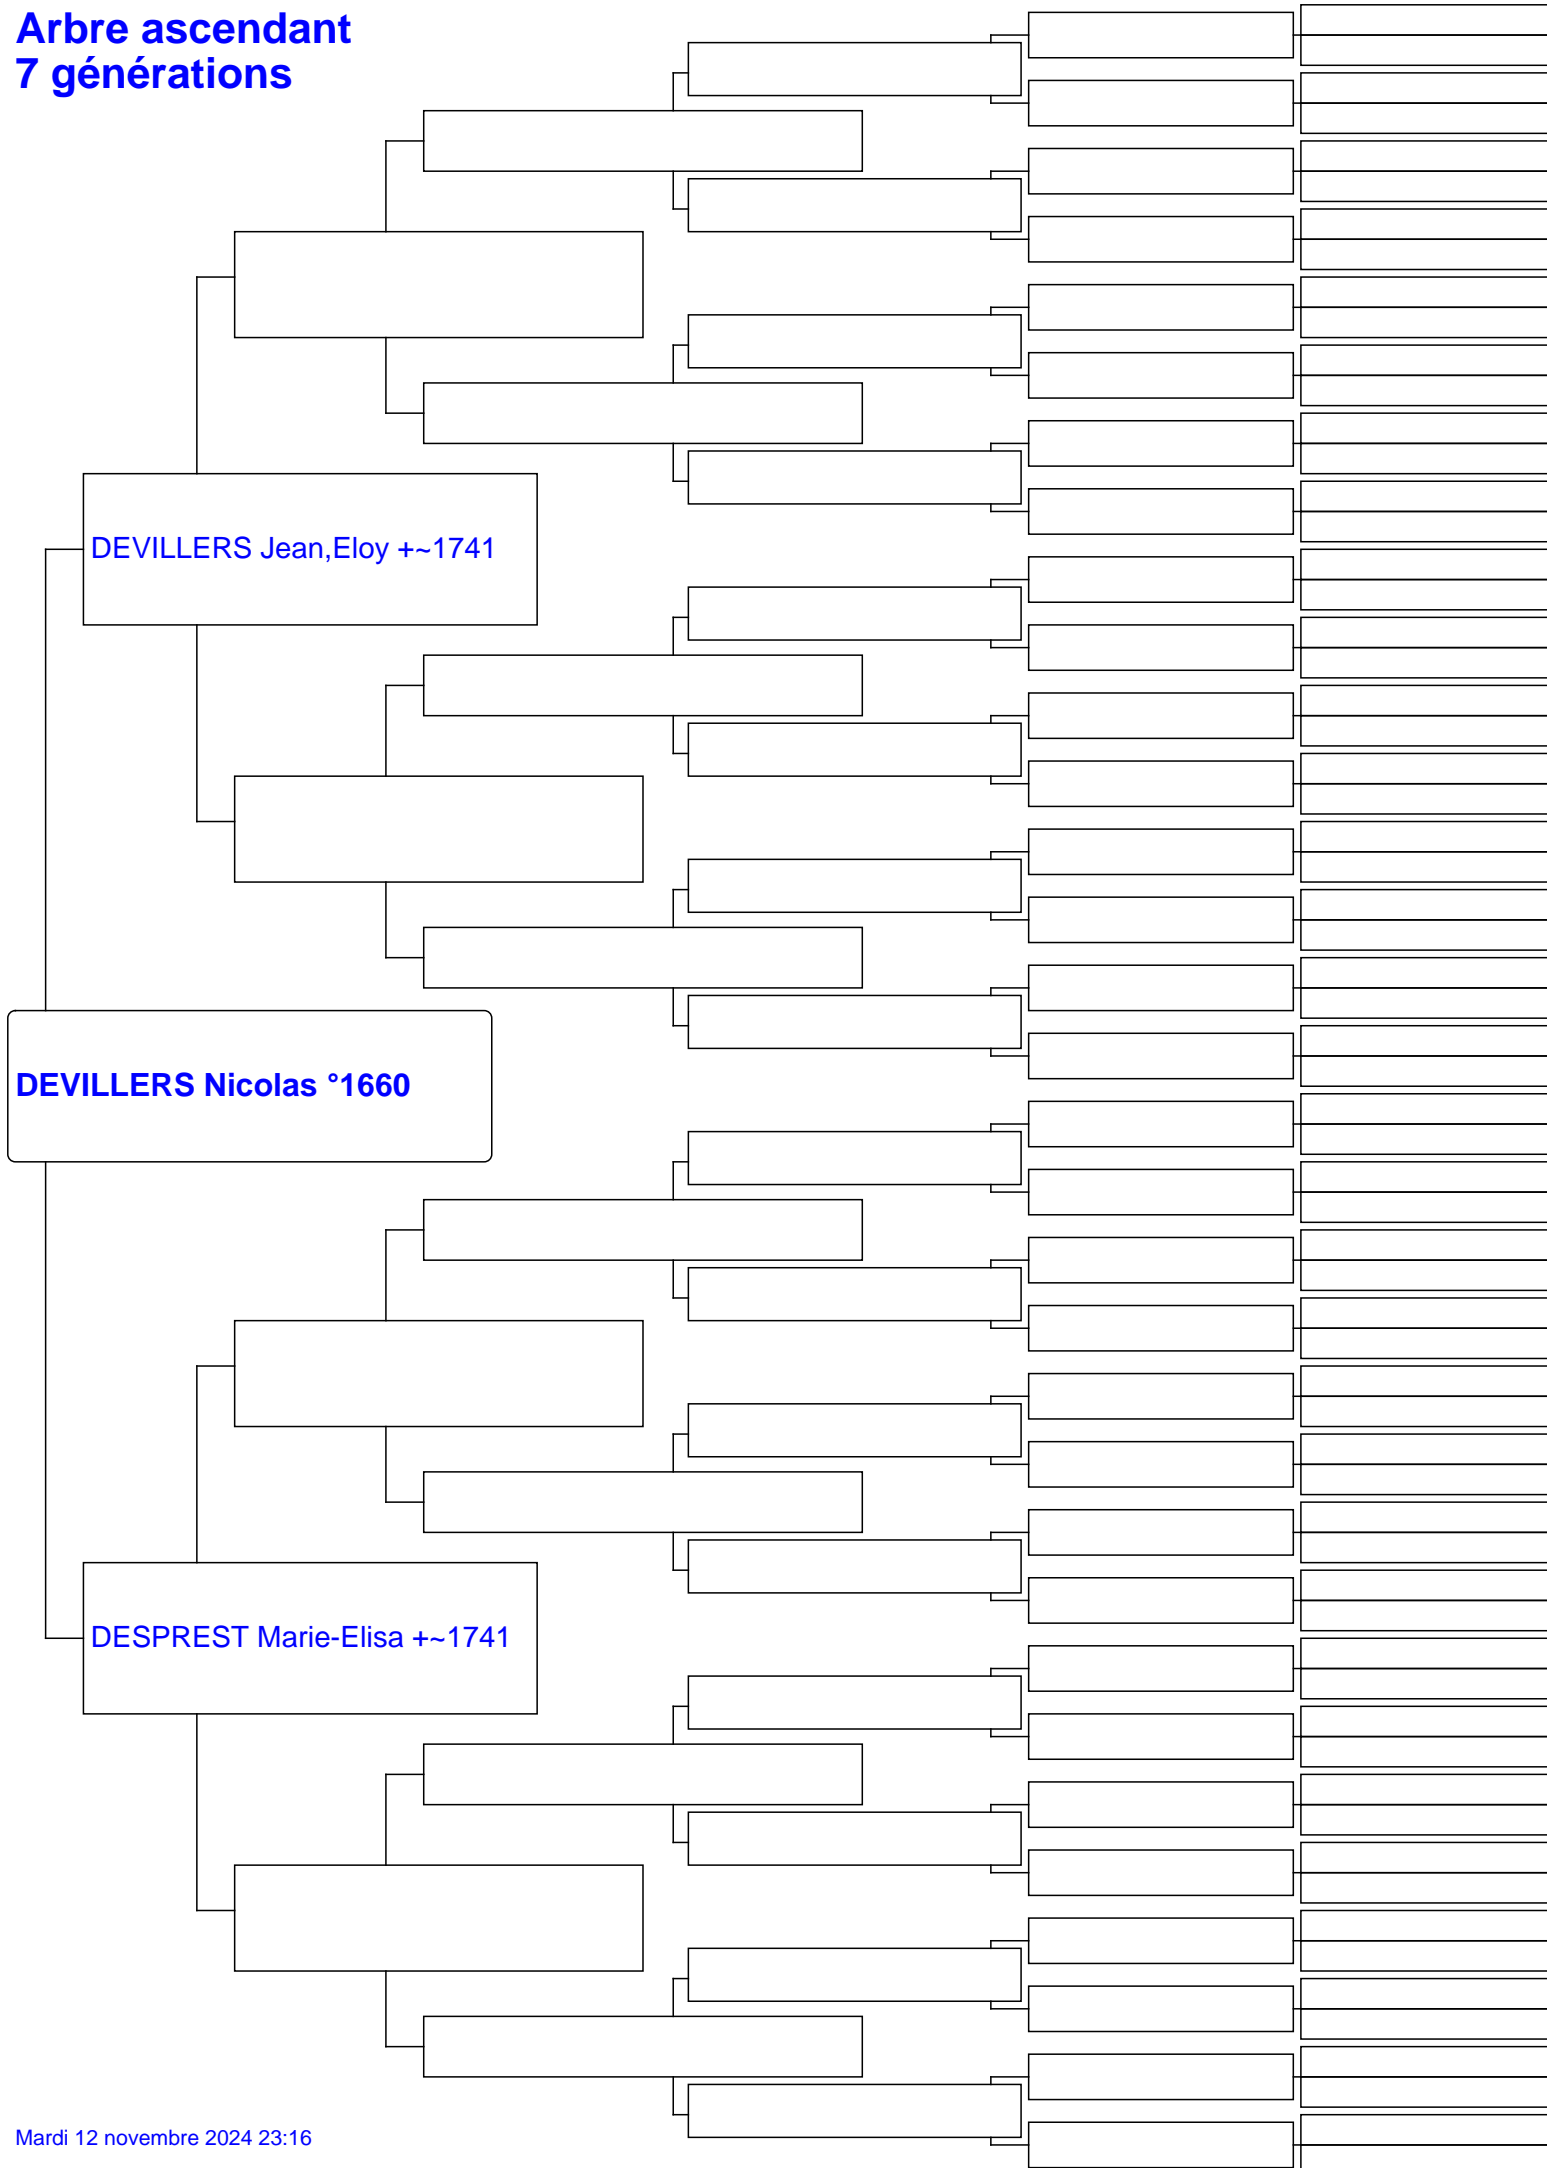 Arbre ascendant
7 générations
DEVILLERS Jean,Eloy +~1741
DEVILLERS Nicolas °1660
DESPREST Marie-Elisa +~1741
Mardi 12 novembre 2024 23:16